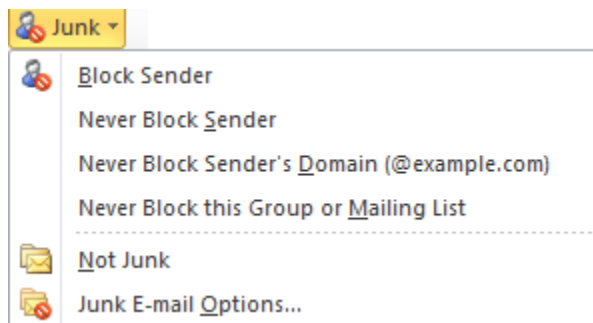 Junk
Block Sender
Never Block Sender
Never Block Sender's Domain (@example.com)
Never Block this Group or Mailing List
Not Junk
Junk E-mail Options...